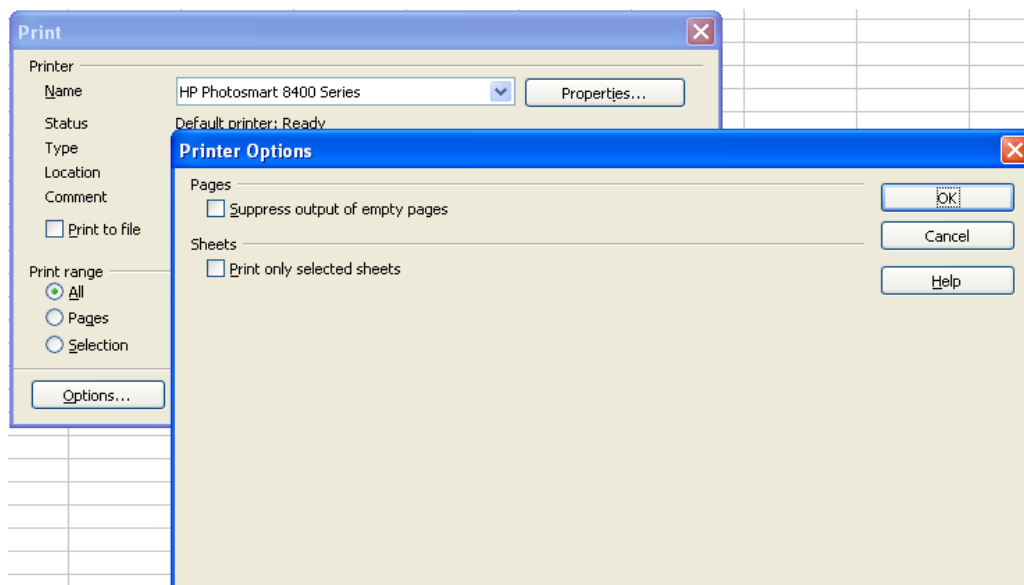 Print
Printer
Name
HP Photosmart 8400 Series
Properties...
Status
Default printer: Ready
Type
Location
Comment
Print to file
Print range
All
Pages
Selection
Options...
Printer Options
Pages
Suppress output of empty pages
Sheets
Print only selected sheets
OK
Cancel
Help